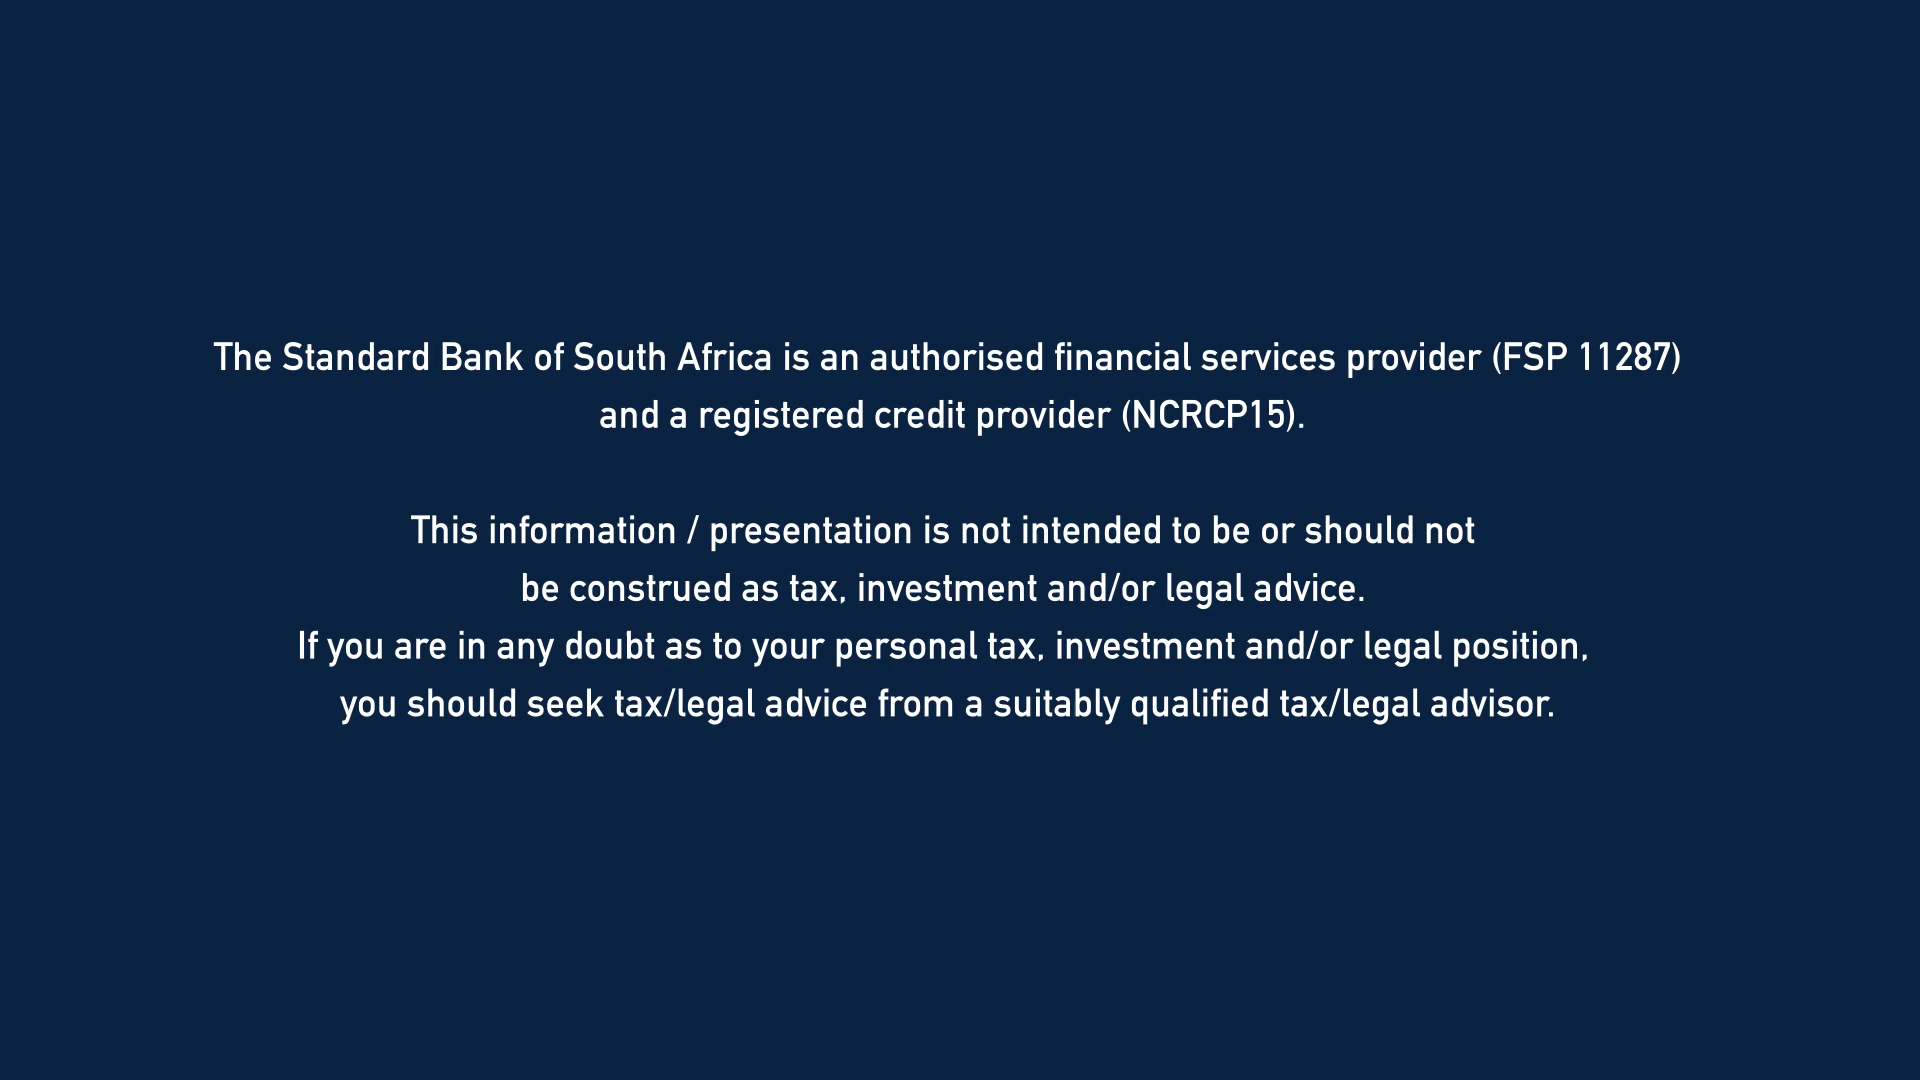 The Standard Bank of South Africa is an authorised financial services provider (FSP 11287)
and a registered credit provider (NCRCP15).
This information / presentation is not intended to be or should not
be construed as tax, investment and/or legal advice.
If you are in any doubt as to your personal tax, investment and/or legal position,
you should seek tax/legal advice from a suitably qualified tax/legal advisor.